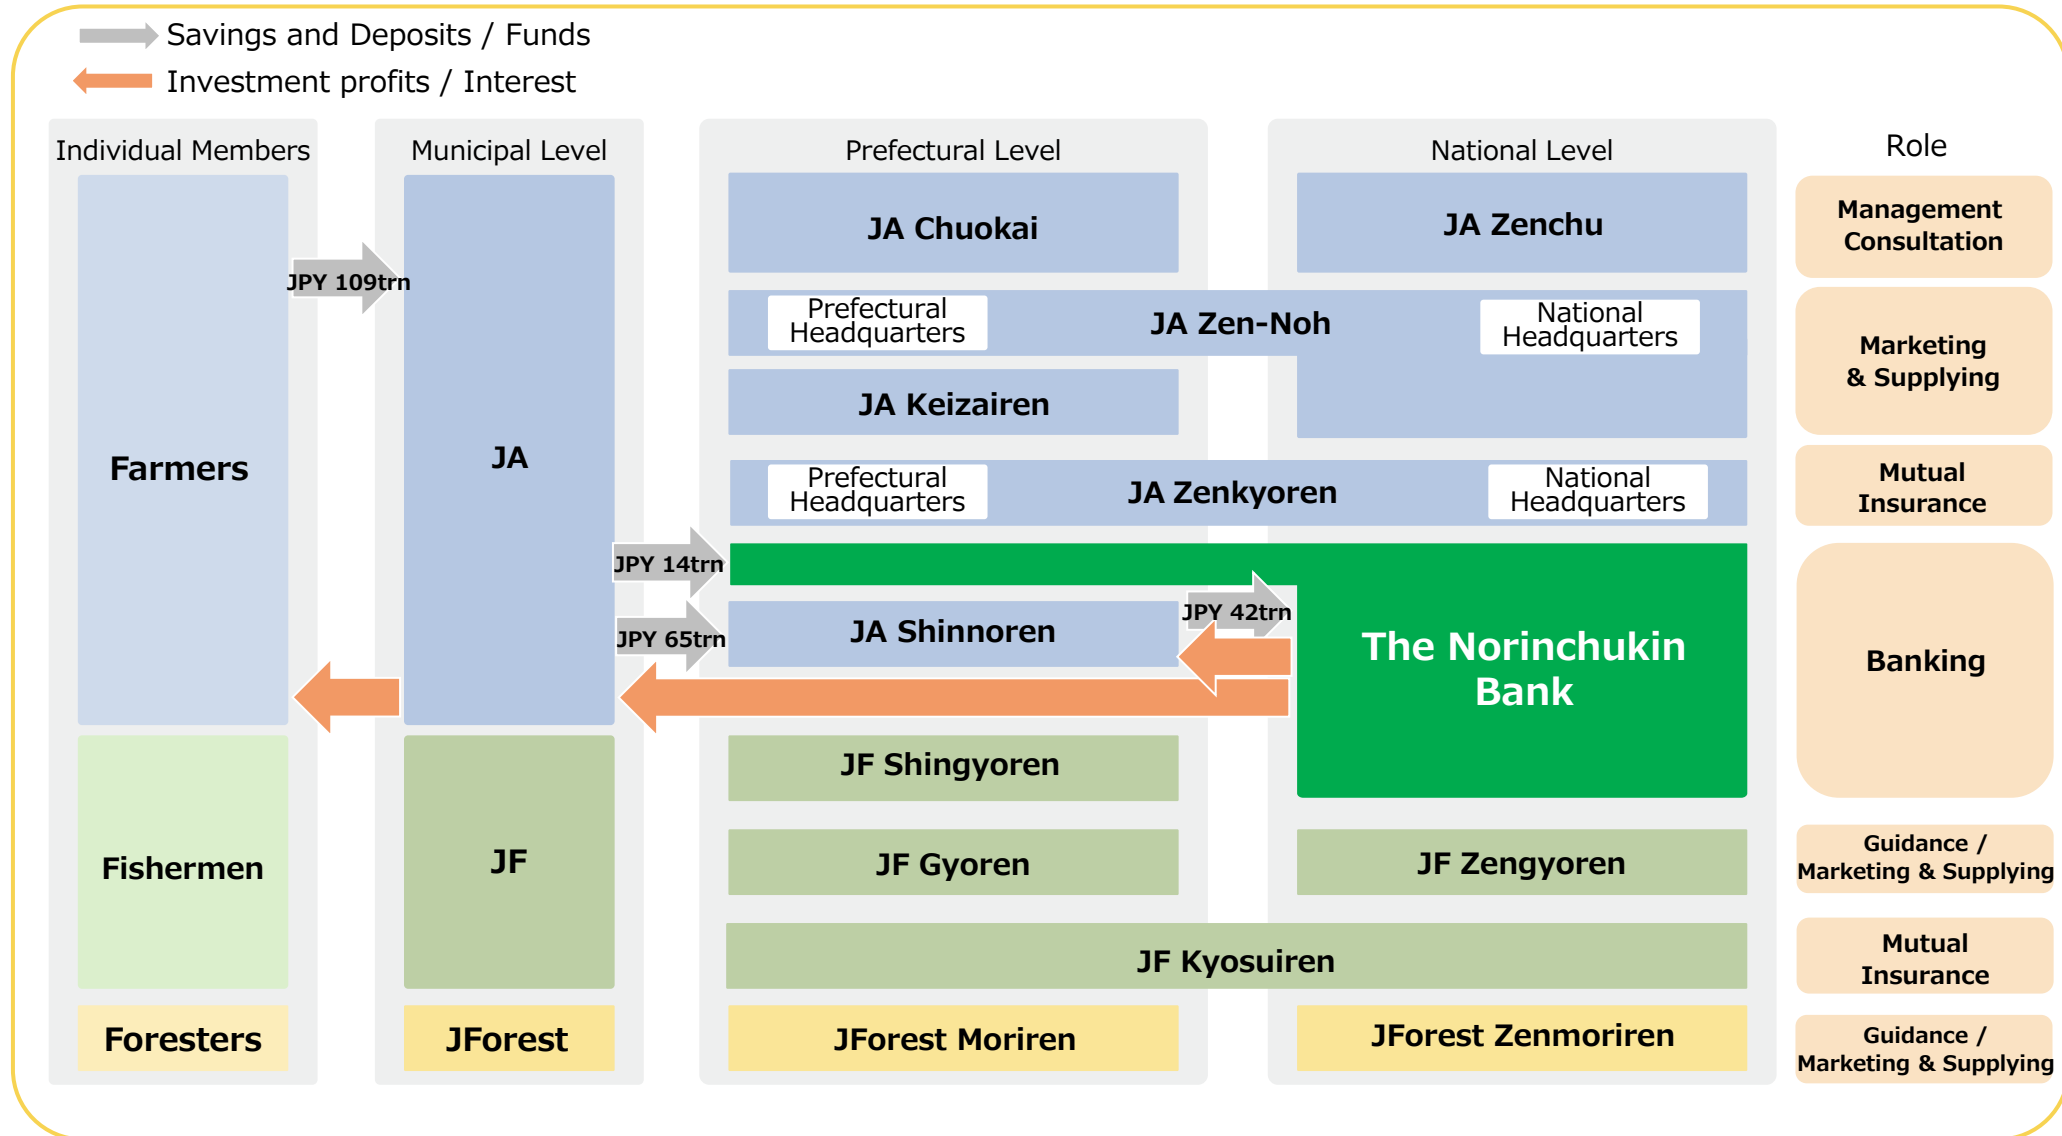 Savings and Deposits / Funds
Investment profits / Interest
Individual Members
Municipal Level
Prefectural Level
National Level
Role
Farmers
JPY 109trn
JA
JA Chuokai
JA Zenchu
Management
Consultation
Prefectural
Headquarters
JA Zen-Noh
National
Headquarters
JA Keizairen
Marketing
& Supplying
Prefectural
Headquarters
JA Zenkyoren
National
Headquarters
Mutual
Insurance
JPY 14trn
JPY 65trn
JA Shinnoren
JPY 42trn
The Norinchukin
Bank
Banking
JF Shingyoren
Fishermen
JF
JF Gyoren
JF Zengyoren
Guidance /
Marketing & Supplying
JF Kyosuiren
Mutual
Insurance
Foresters
JForest
JForest Moriren
JForest Zenmoriren
Guidance /
Marketing & Supplying